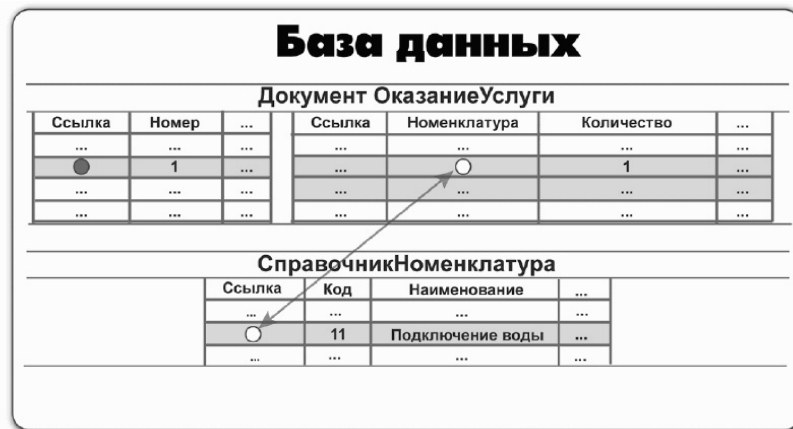 База данных
Документ ОказаниеУслуги
Ссылка Номер ... Ссылка Номенклатура Количество ...
... ... ... ... ... ... ...
1 ... ... 1 ...
... ... ... ... ... ... ...
... ... ... ... ... ... ...
СправочникНоменклатура
Ссылка Код Наименование ...
... ... ... ...
11 Подключение воды ...
... ... ... ...